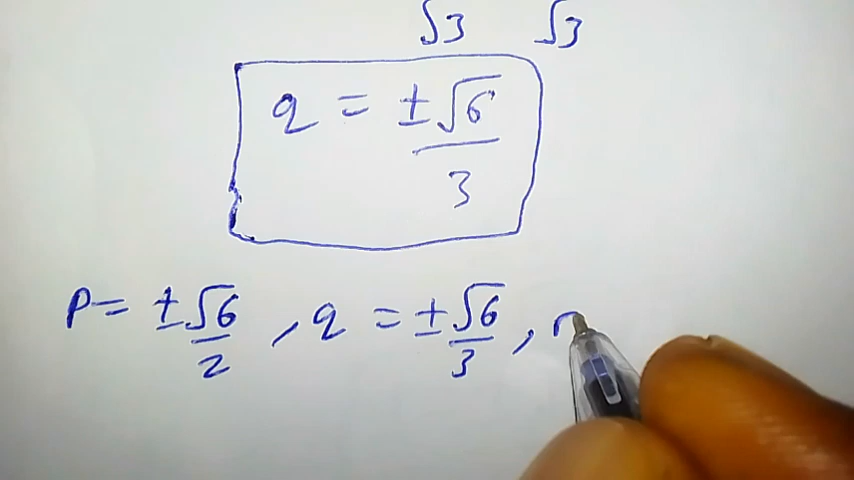 √3 √3
q = ±√6/3
P = ±√6/2 , q = ±√6/3 , r